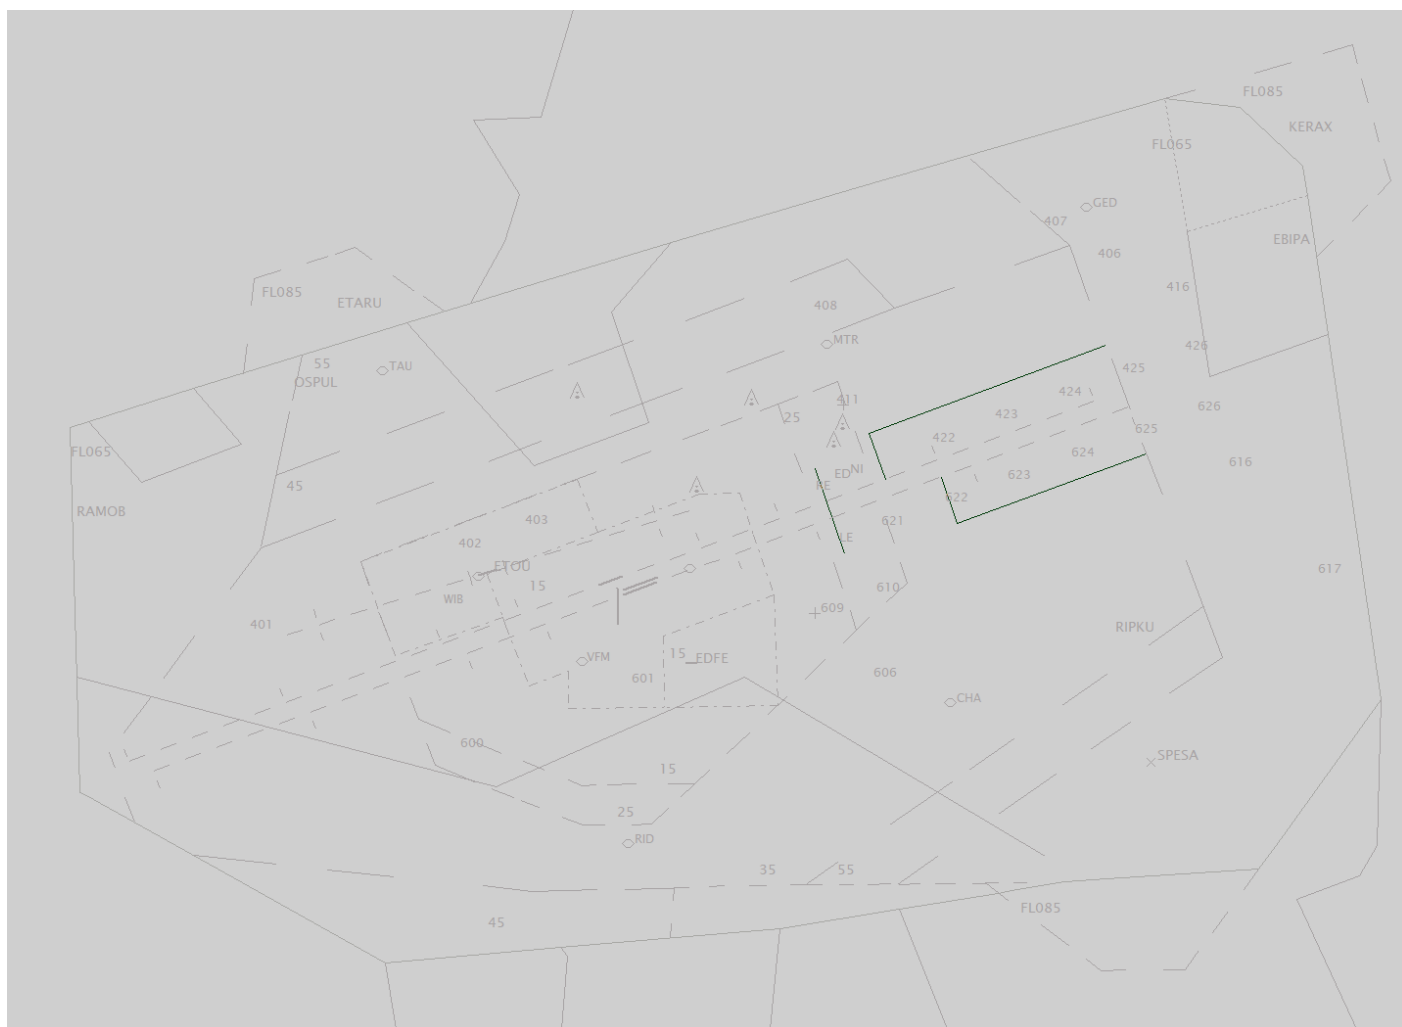 FL085
KERAX
FL065
GED
407
EBIPA
406
416
FL085
ETARU
408
MTR
426
55
TAU
OSPUL
425
424
411
626
423
25
625
422
FL065
624
616
NI
ED
623
FE
45
622
RAMOB
403
621
LE
402
ETOU
617
15
610
WIB
609
401
RIPKU
15
EDFE
VFM
606
601
CHA
600
SPESA
15
25
RID
35
55
FL085
45